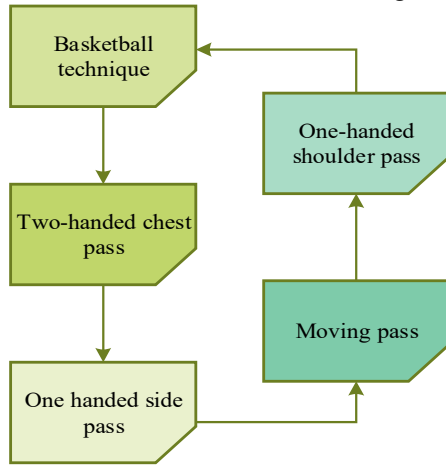 Basketball
technique
Two-handed chest
pass
One handed side
pass
Moving pass
One-handed
shoulder pass